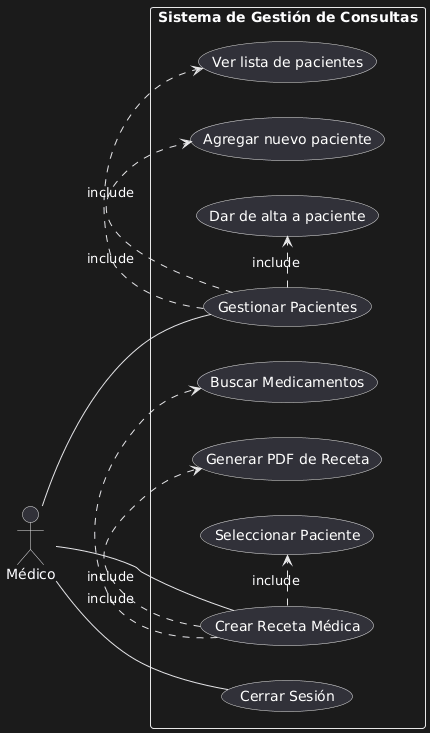 Sistema de Gestión de Consultas
Ver lista de pacientes
Agregar nuevo paciente
include
Dar de alta a paciente
include
include
Gestionar Pacientes
Buscar Medicamentos
Generar PDF de Receta
Seleccionar Paciente
Médico
include
include
include
Crear Receta Médica
Cerrar Sesión